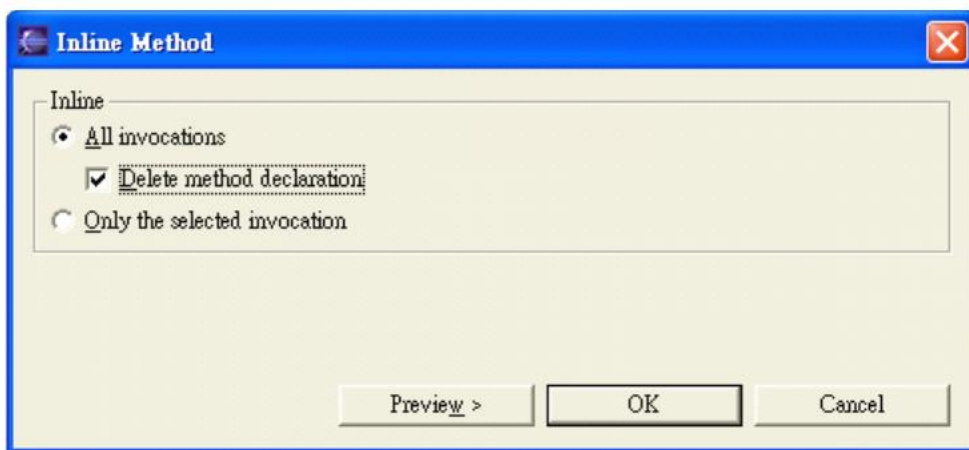 Inline Method
Inline
All invocations
Delete method declaration
Only the selected invocation
Preview >
OK
Cancel